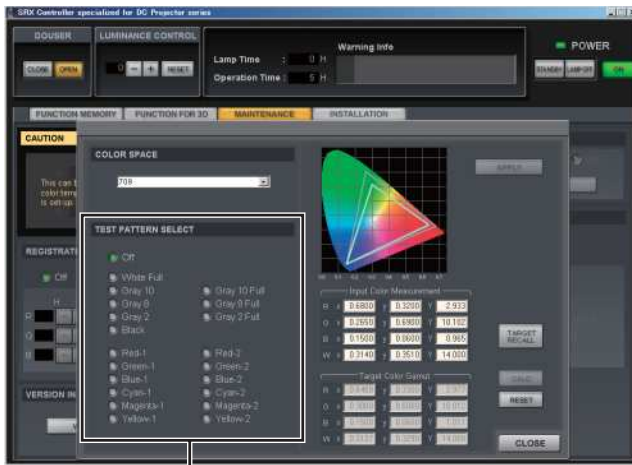 SRX Controller specialized for DC Projector series
DOUSER
CLOSE OPEN
LUMINANCE CONTROL
0 - + RESET
Lamp Time : 0 H
Operation Time : 5 H
Warning Info
POWER
STANDBY LAMP OFF ON
FUNCTION MEMORY FUNCTION FOR 3D MAINTENANCE INSTALLATION
CAUTION
This can
color temp
is set up
REGISTRATI
Off
H
R
G
B
VERSION IN
V
COLOR SPACE
709
APPLY
TEST PATTERN SELECT
Off
White Full
Gray 10 Gray 10 Full
Gray 8 Gray 8 Full
Gray 2 Gray 2 Full
Black
Red-1 Red-2
Green-1 Green-2
Blue-1 Blue-2
Cyan-1 Cyan-2
Magenta-1 Magenta-2
Yellow-1 Yellow-2
Input Color Measurement
R x 0.6800 y 0.3200 Y 2.933
G x 0.2650 y 0.6900 Y 10.102
B x 0.1500 y 0.0600 Y 0.965
W x 0.3140 y 0.3510 Y 14.000
TARGET RECALL
Target Color Gamut
R x y Y
G x y Y
B x y Y
W x y Y 14.000
RESET
CLOSE